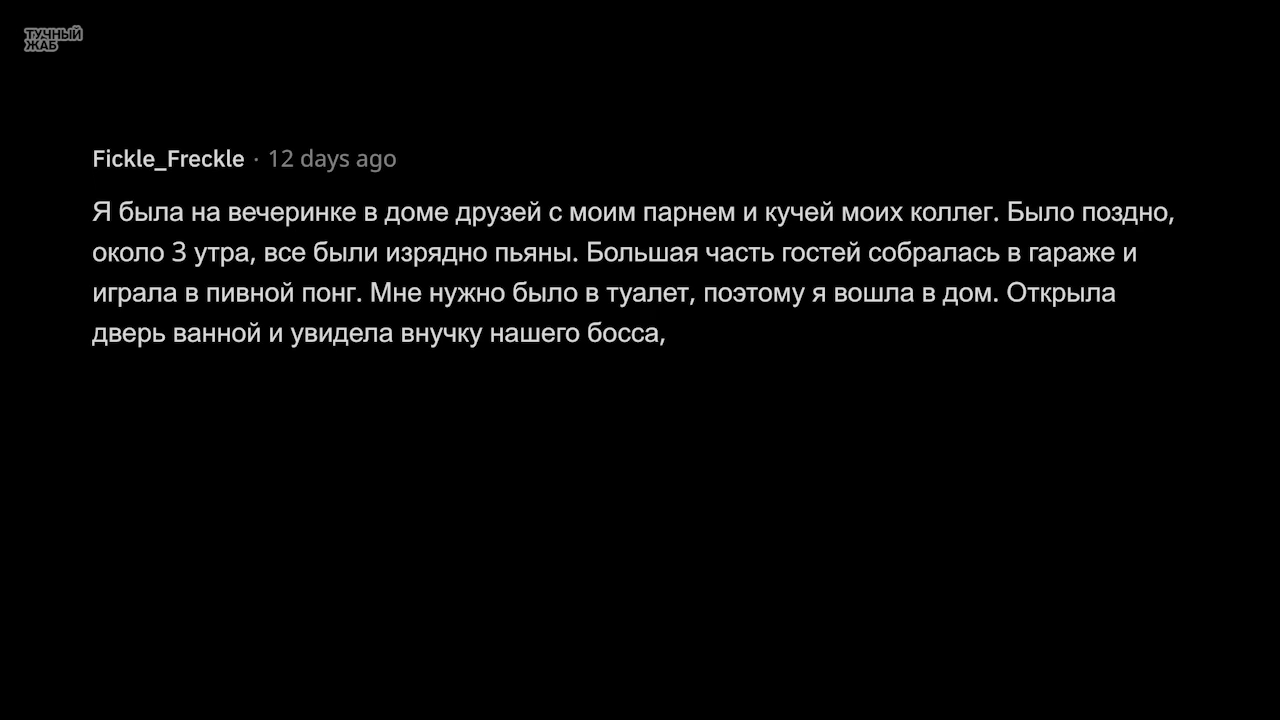 ТУЧНЫЙ
ЖАБ
Fickle_Freckle · 12 days ago
Я была на вечеринке в доме друзей с моим парнем и кучей моих коллег. Было поздно,
около 3 утра, все были изрядно пьяны. Большая часть гостей собралась в гараже и
играла в пивной понг. Мне нужно было в туалет, поэтому я вошла в дом. Открыла
дверь ванной и увидела внучку нашего босса,